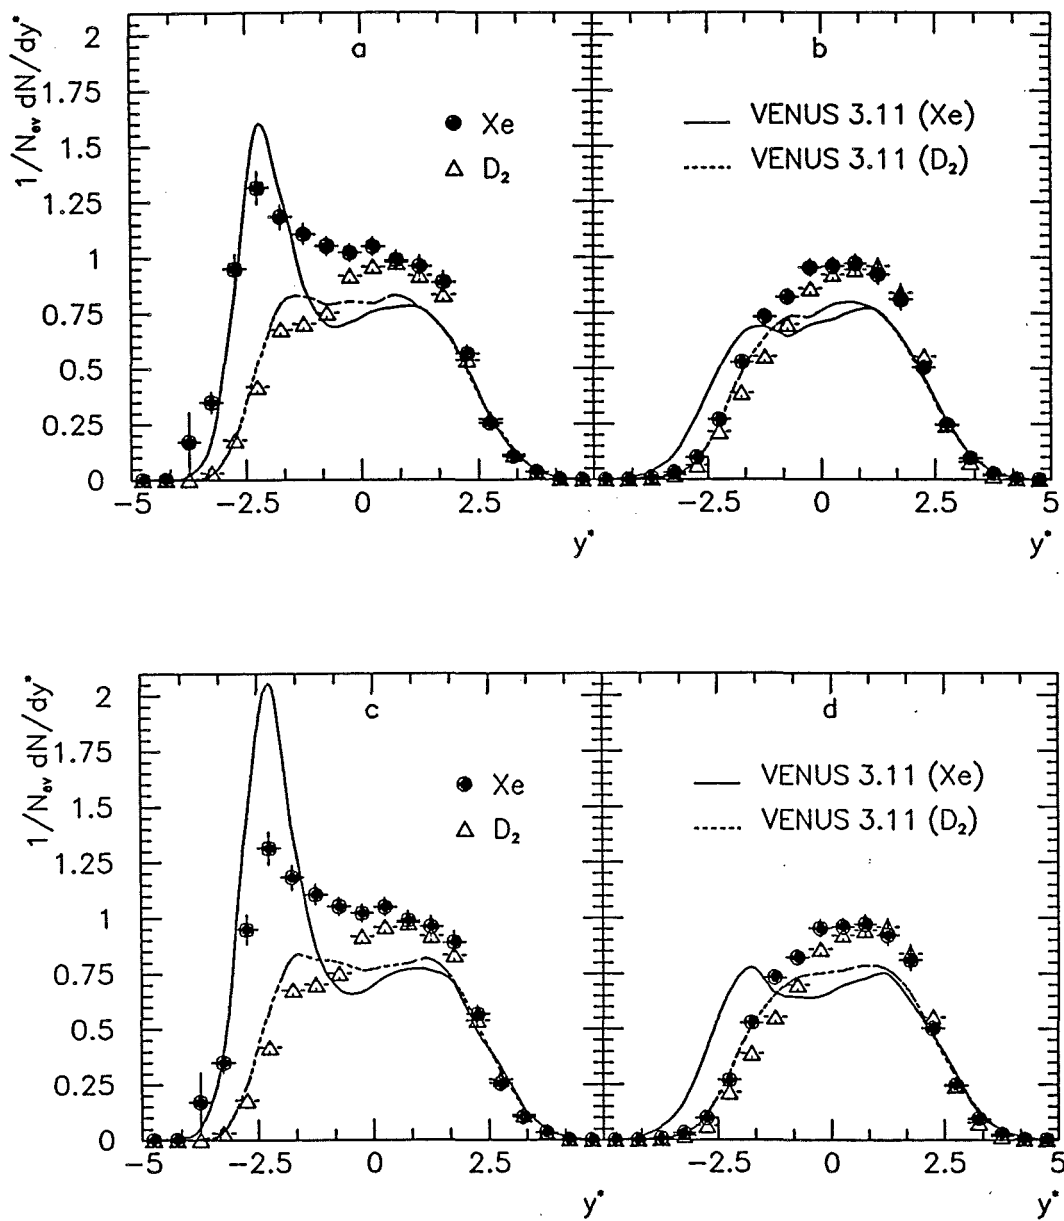 1/N_ev dN/dy*
2
1.75
1.5
1.25
1
0.75
0.5
0.25
0
a
Xe
D₂
b
VENUS 3.11 (Xe)
VENUS 3.11 (D₂)
−5
−2.5
0
2.5
−2.5
0
2.5
5
y*
y*
1/N_ev dN/dy*
2
1.75
1.5
1.25
1
0.75
0.5
0.25
0
c
Xe
D₂
d
VENUS 3.11 (Xe)
VENUS 3.11 (D₂)
−5
−2.5
0
2.5
−2.5
0
2.5
5
y*
y*